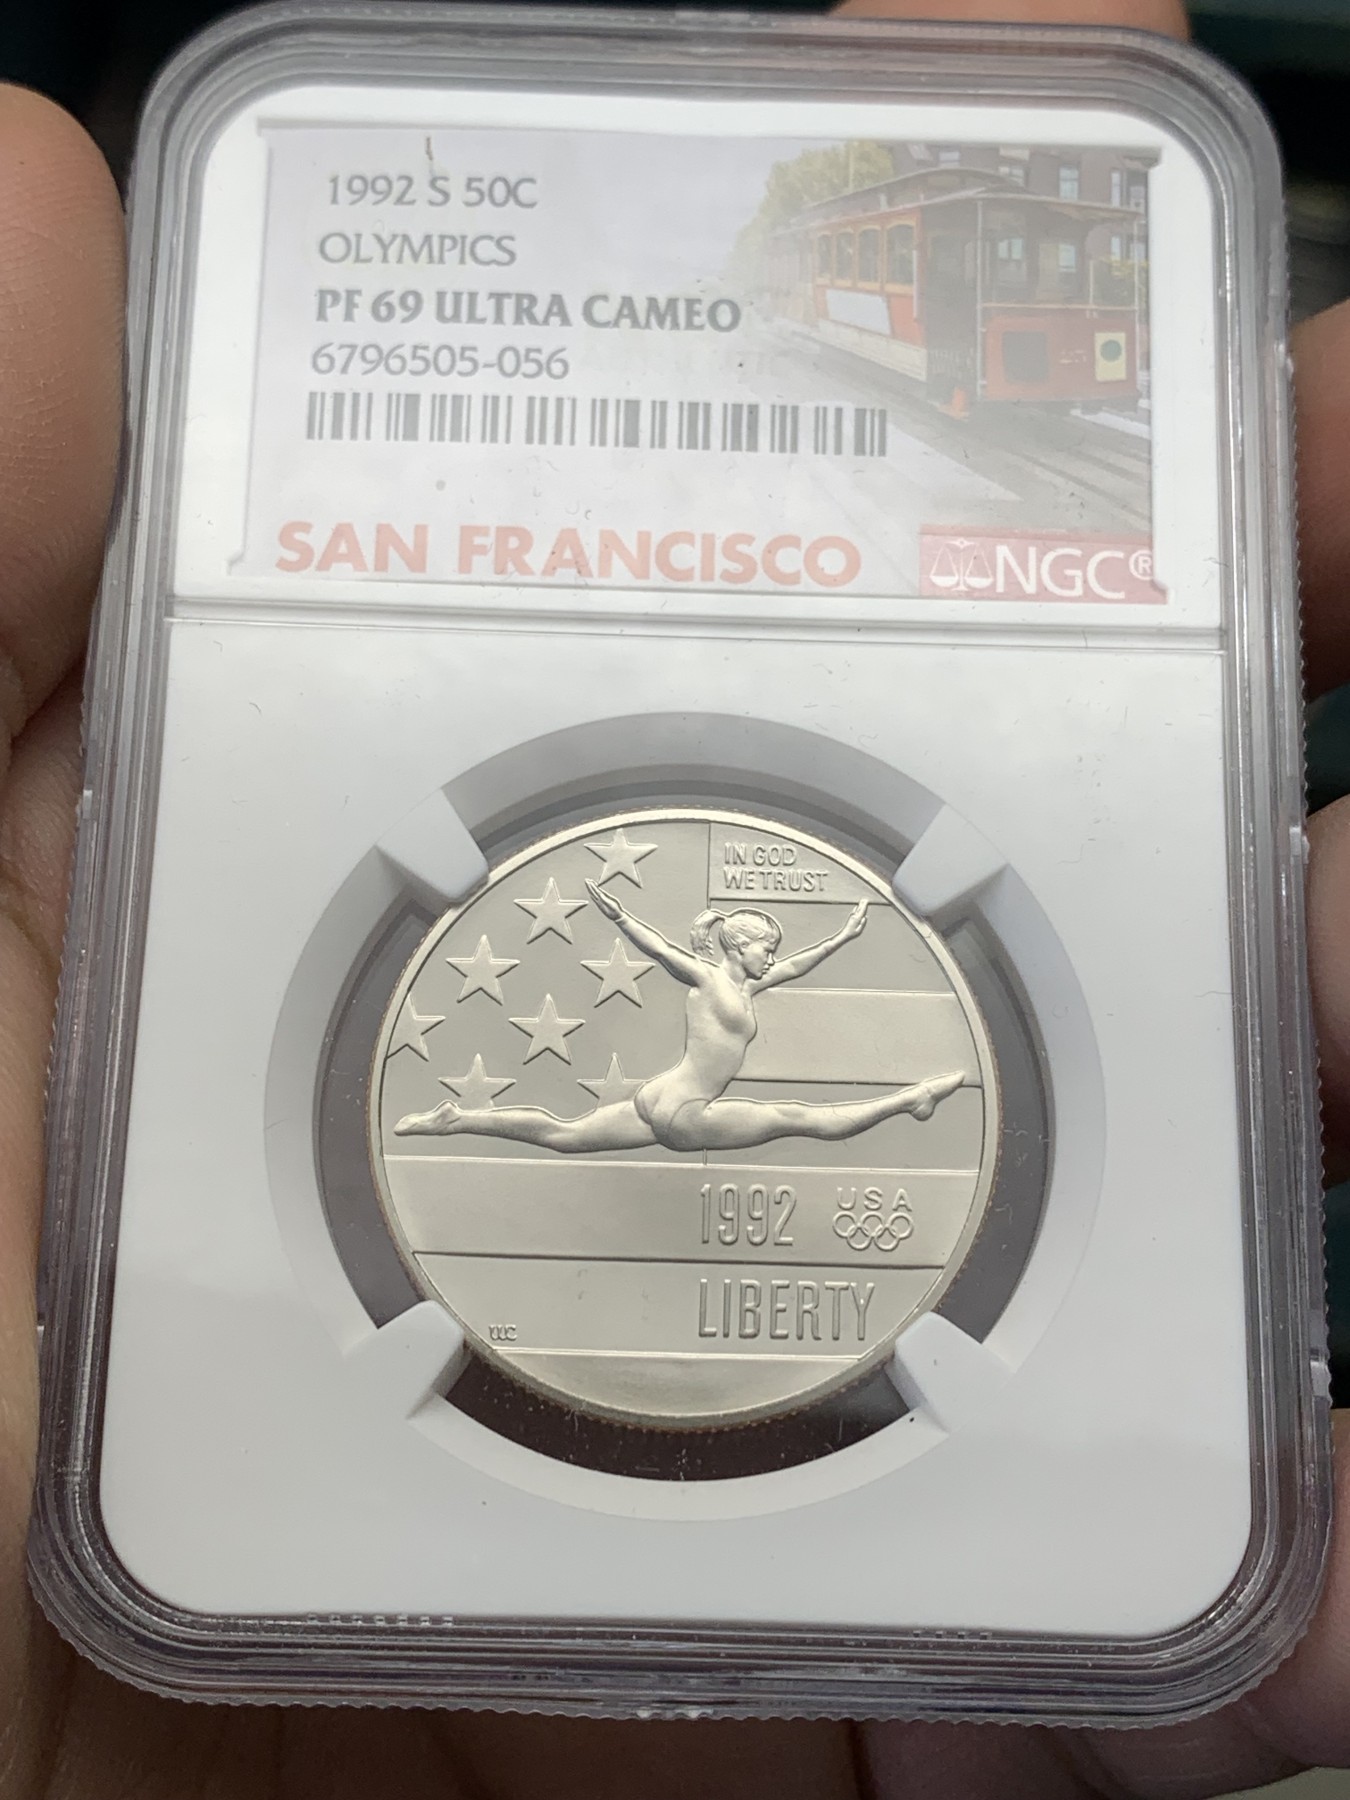 1992 S 50C
OLYMPICS
PF 69 ULTRA CAMEO
6796505-056
SAN FRANCISCO
NGC®
IN GOD
WE TRUST
1992
USA
LIBERTY
WC